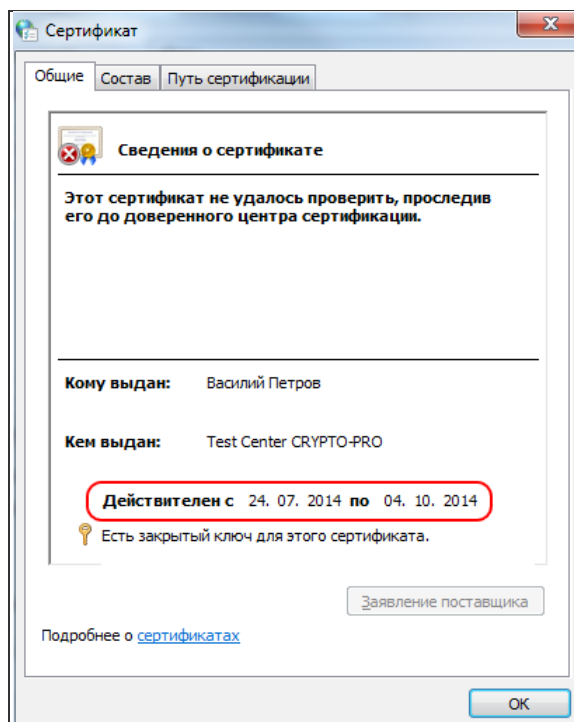 Сертификат
Общие Состав Путь сертификации
Сведения о сертификате
Этот сертификат не удалось проверить, проследив
его до доверенного центра сертификации.
Кому выдан: Василий Петров
Кем выдан: Test Center CRYPTO-PRO
Действителен с 24. 07. 2014 по 04. 10. 2014
Есть закрытый ключ для этого сертификата.
Заявление поставщика
Подробнее о сертификатах
ОК